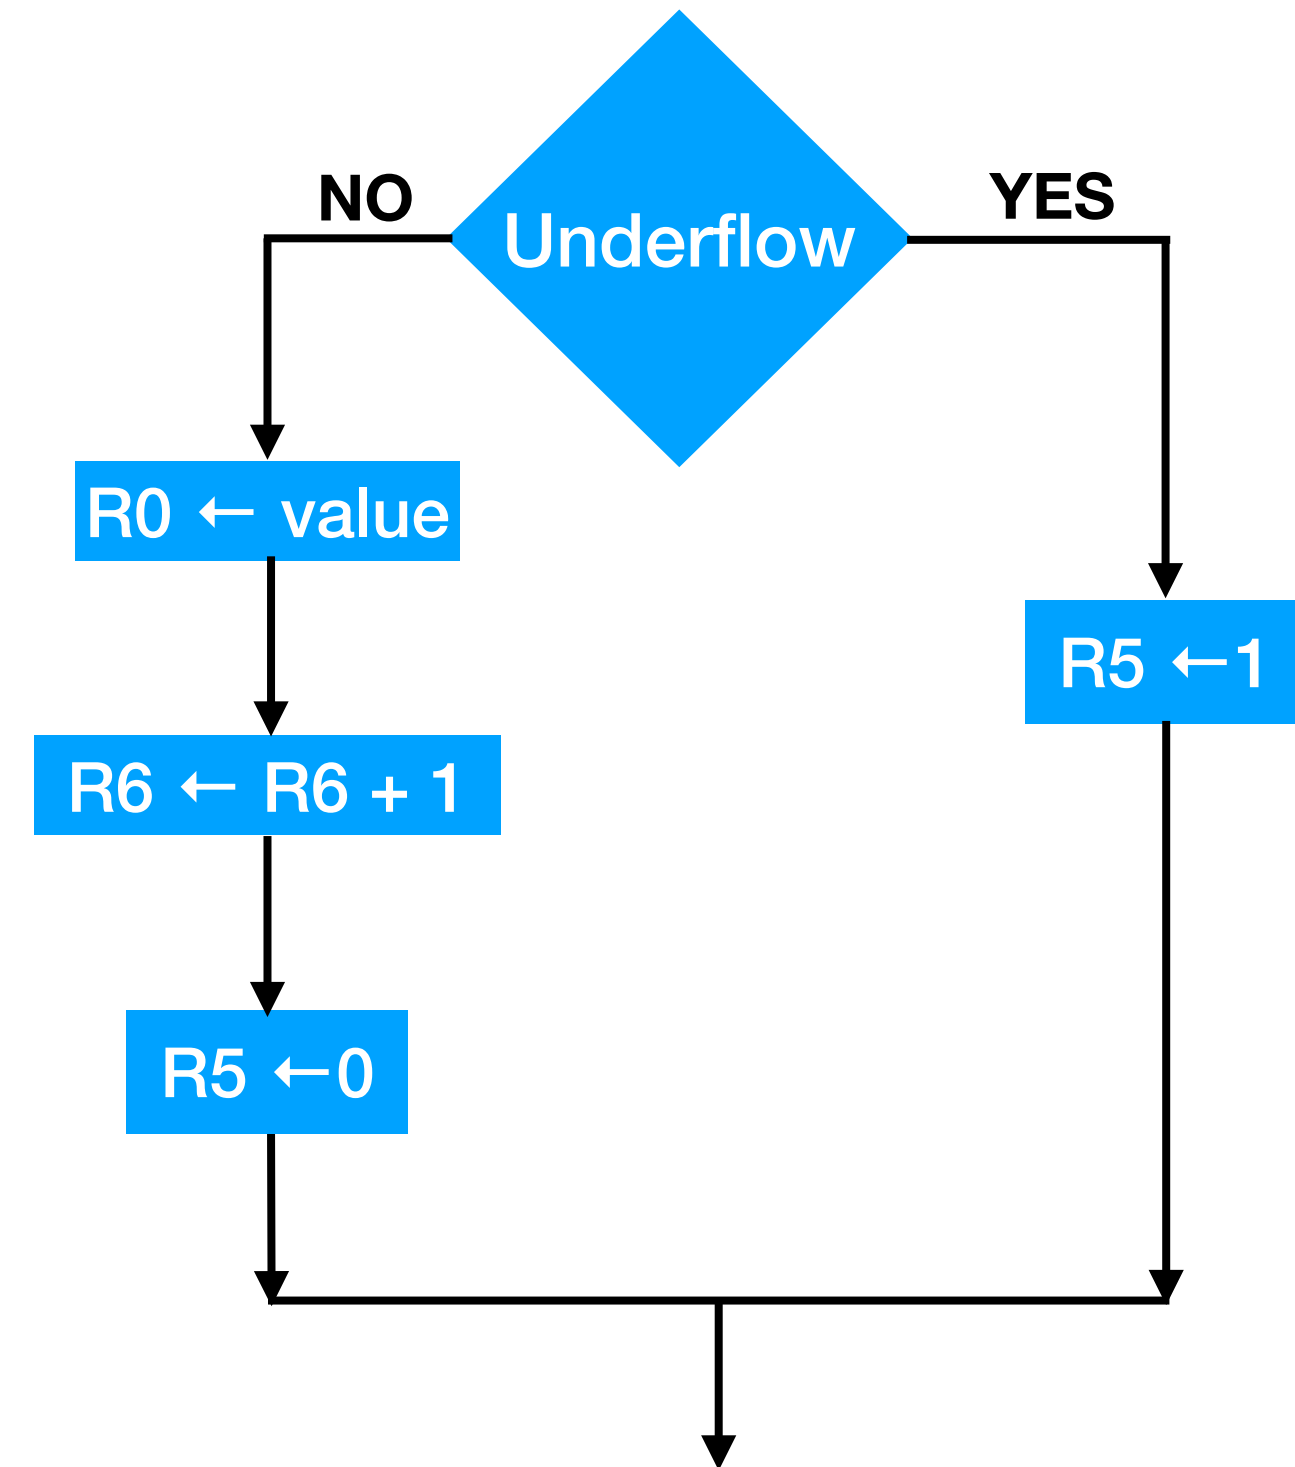 NO
YES
Underflow
R0 ← value
R5 ←1
R6 ← R6 + 1
R5 ←0